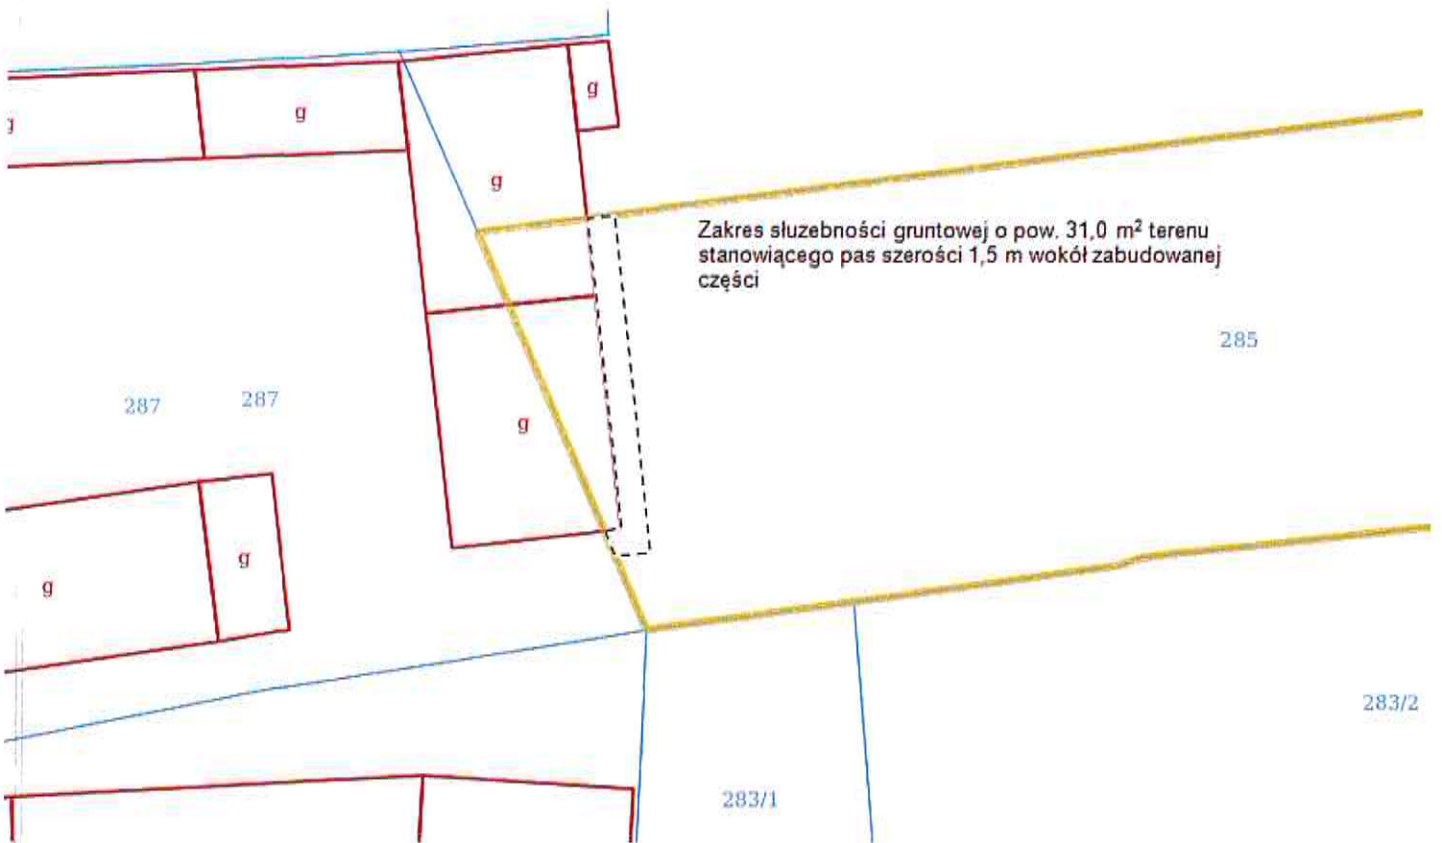 g
g
g
g
Zakres słuzebności gruntowej o pow. 31,0 m² terenu
stanowiącego pas szerości 1,5 m wokół zabudowanej
części
285
287
287
g
g
g
283/2
283/1